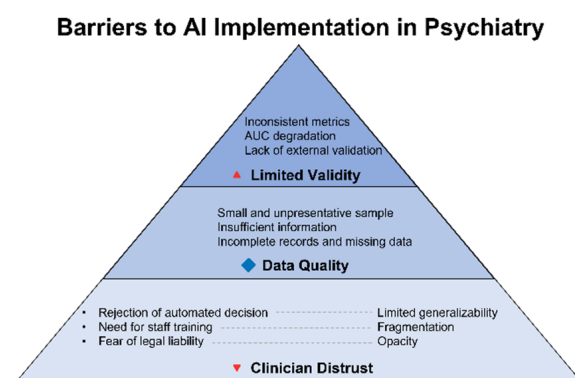 Barriers to AI Implementation in Psychiatry
Inconsistent metrics
AUC degradation
Lack of external validation
Limited Validity
Small and unpresentative sample
Insufficient information
Incomplete records and missing data
Data Quality
• Rejection of automated decision Limited generalizability
• Need for staff training Fragmentation
• Fear of legal liability Opacity
Clinician Distrust